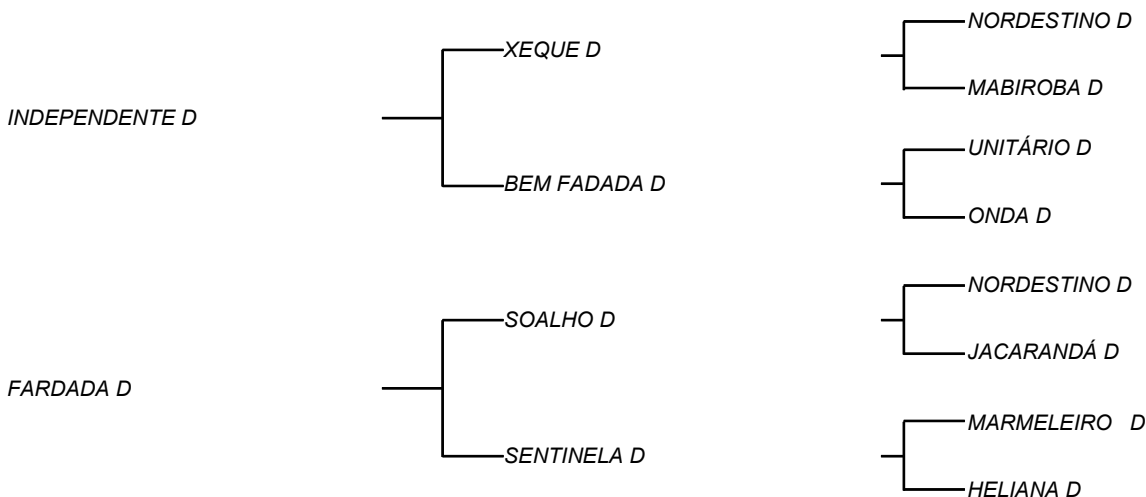 NORDESTINO D
XEQUE D
MABIROBA D
INDEPENDENTE D
UNITÁRIO D
BEM FADADA D
ONDA D
NORDESTINO D
SOALHO D
JACARANDÁ D
FARDADA D
MARMELEIRO D
SENTINELA D
HELIANA D